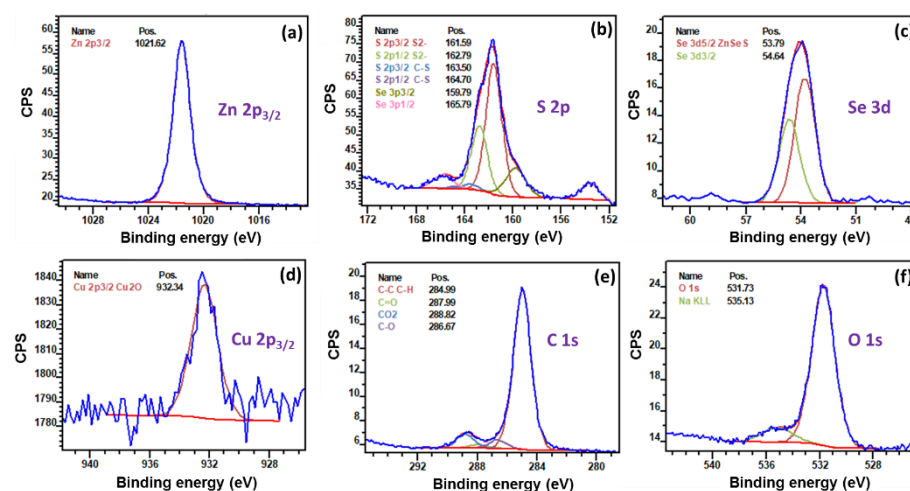 (a)
Name Pos.
Zn 2p3/2 1021.62
Zn 2p3/2
CPS
60
55
50
45
40
35
30
25
20
1028 1024 1020 1016
Binding energy (eV)
(b)
Name Pos.
S 2p3/2 S2- 161.59
S 2p1/2 S2- 162.79
S 2p3/2 C-S 163.50
S 2p1/2 C-S 164.70
Se 3p3/2 159.79
Se 3p1/2 165.79
S 2p
CPS
80
75
70
65
60
55
50
45
40
35
172 168 164 160 156 152
Binding energy (eV)
(c)
Name Pos.
Se 3d5/2 ZnSeS 53.79
Se 3d3/2 54.64
Se 3d
CPS
20
18
16
14
12
10
8
60 57 54 51
Binding energy (eV)
(d)
Name Pos.
Cu 2p3/2 Cu2O 932.34
Cu 2p3/2
CPS
1840
1830
1820
1810
1800
1790
1780
940 936 932 928
Binding energy (eV)
(e)
Name Pos.
C-C C-H 284.99
C=O 287.99
CO2 288.82
C-O 286.67
C 1s
CPS
20
18
16
14
12
10
8
6
292 288 284 280
Binding energy (eV)
(f)
Name Pos.
O 1s 531.73
Na KLL 535.13
O 1s
CPS
24
22
20
18
16
14
540 536 532 528
Binding energy (eV)